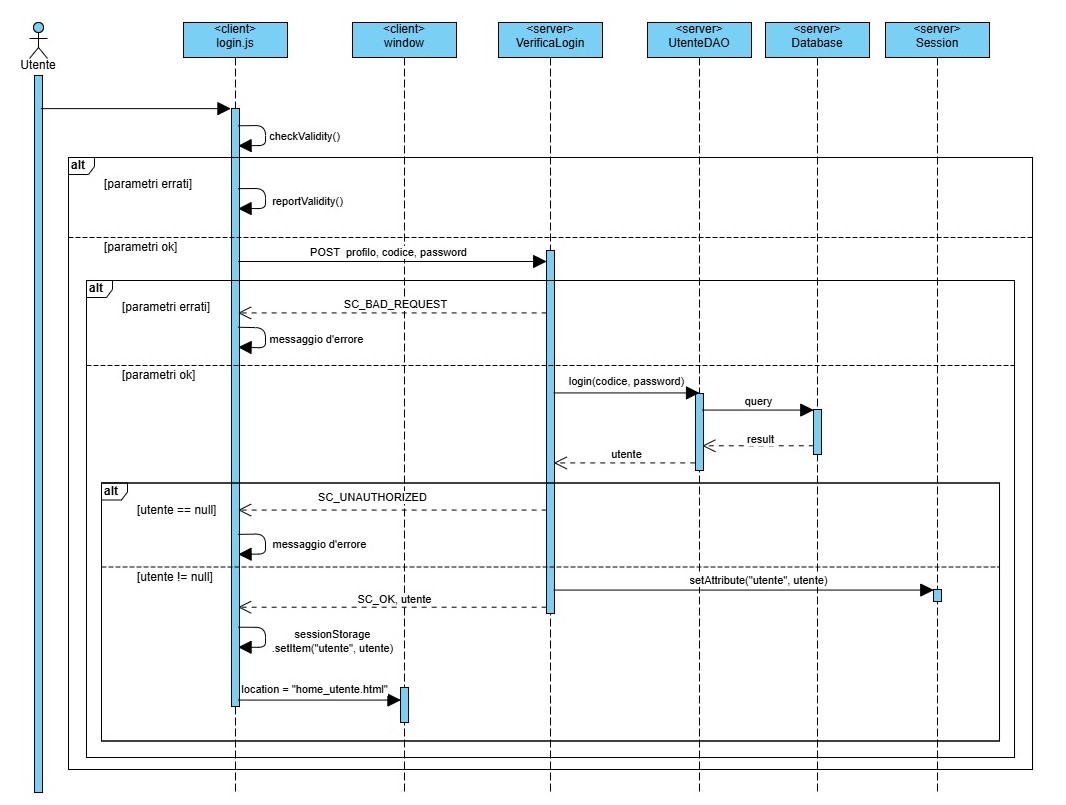 <client>
login.js
<client>
window
<server>
VerificaLogin
<server>
UtenteDAO
<server>
Database
<server>
Session
Utente
checkValidity()
alt
[parametri errati]
reportValidity()
[parametri ok]
POST profilo, codice, password
alt
[parametri errati]
SC_BAD_REQUEST
messaggio d'errore
[parametri ok]
login(codice, password)
query
result
utente
alt
SC_UNAUTHORIZED
[utente == null]
messaggio d'errore
[utente != null]
setAttribute("utente", utente)
SC_OK, utente
sessionStorage
.setItem("utente", utente)
location = "home_utente.html"